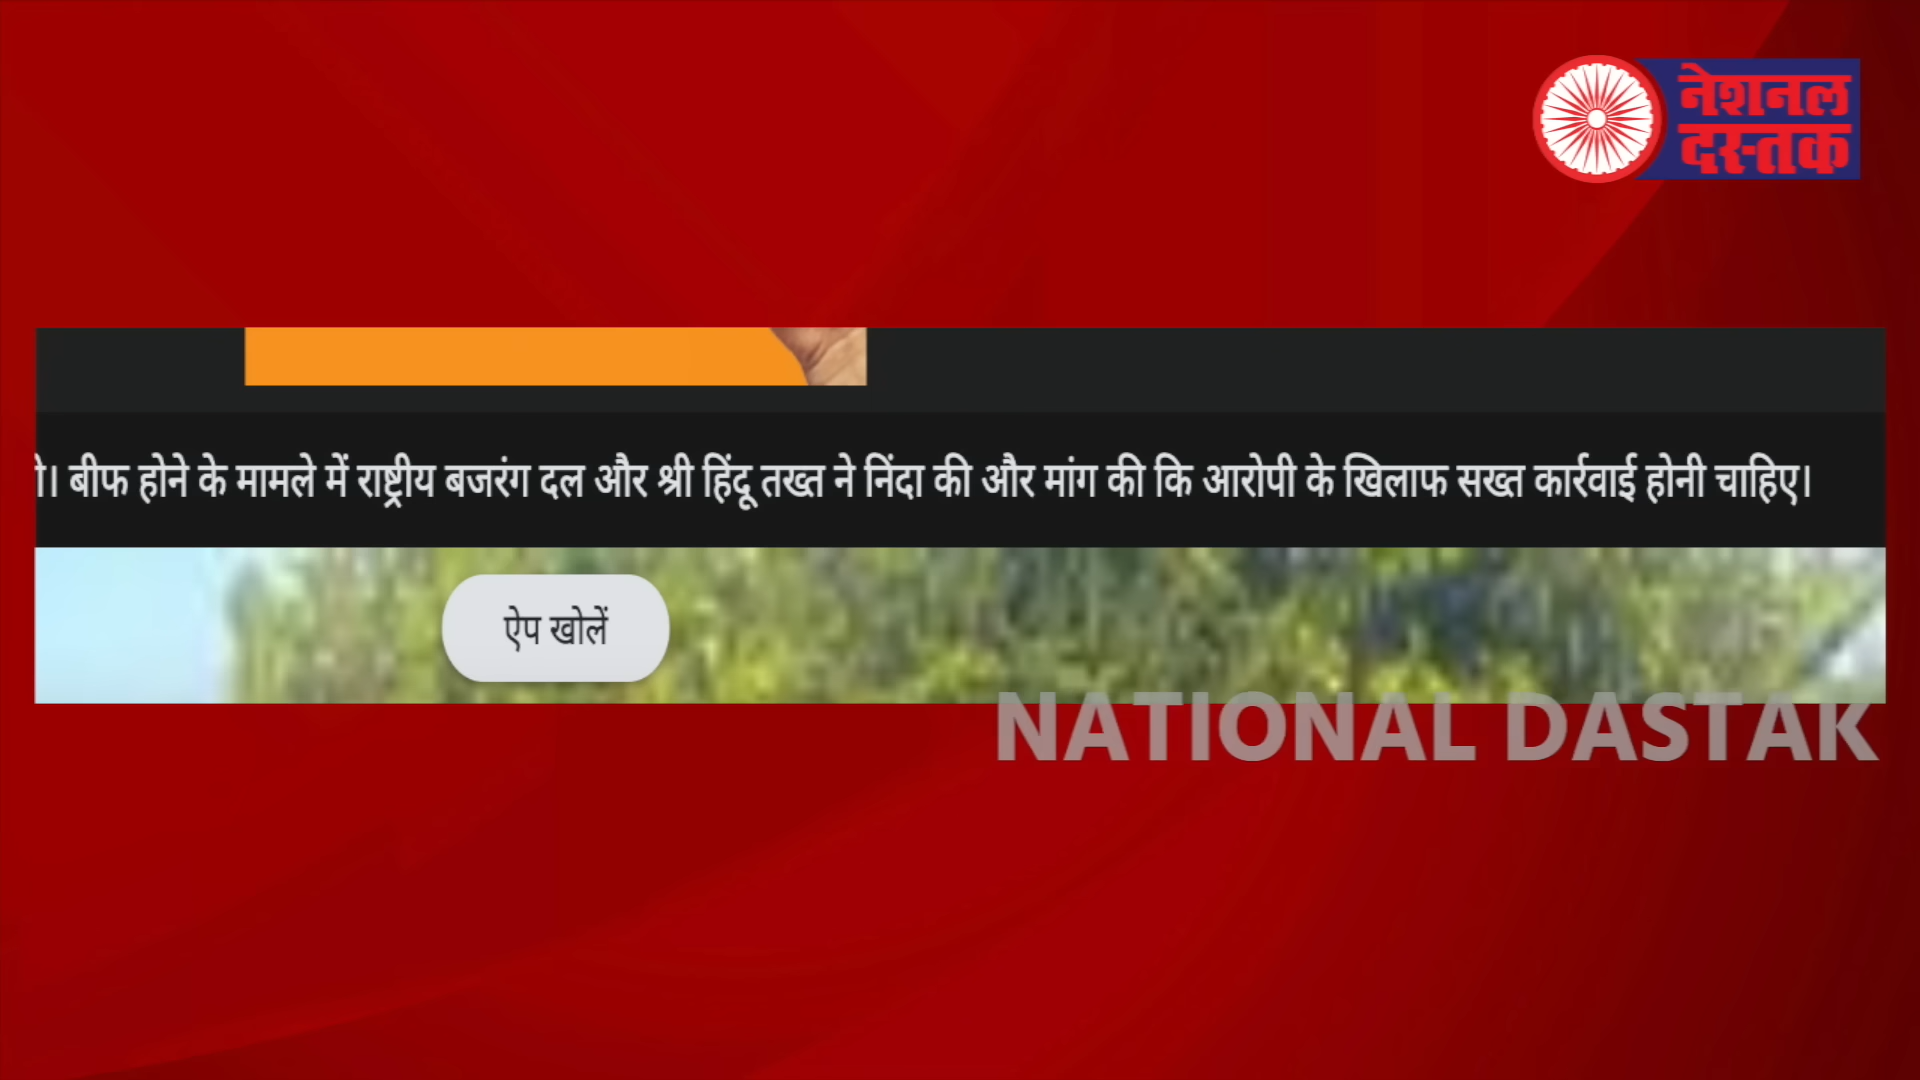 नेशनल
दस्तक
बीफ होने के मामले में राष्ट्रीय बजरंग दल और श्री हिंदू तख्त ने निंदा की और मांग की कि आरोपी के खिलाफ सख्त कार्रवाई होनी चाहिए।
ऐप खोलें
NATIONAL DASTAK